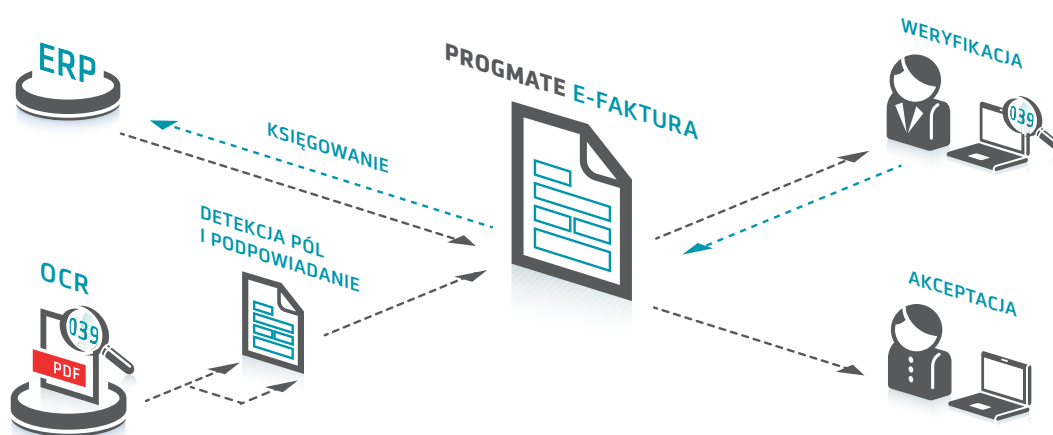 ERP
PROGMATE E-FAKTURA
WERYFIKACJA
039
KSIĘGOWANIE
DETEKCJA PÓL
I PODPOWIADANIE
OCR
039
PDF
AKCEPTACJA